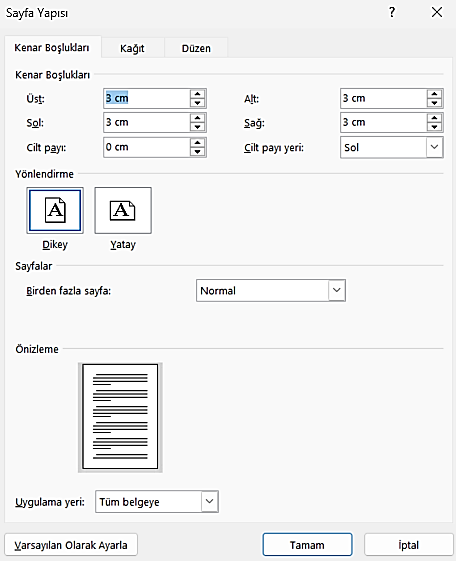 Sayfa Yapısı ?
Kenar Boşlukları Kağıt Düzen
Kenar Boşlukları
Üst: 3 cm Alt: 3 cm
Sol: 3 cm Sağ: 3 cm
Cilt payı: 0 cm Cilt payı yeri: Sol
Yönlendirme
A A
Dikey Yatay
Sayfalar
Birden fazla sayfa: Normal
Önizleme
Uygulama yeri: Tüm belgeye
Varsayılan Olarak Ayarla Tamam İptal